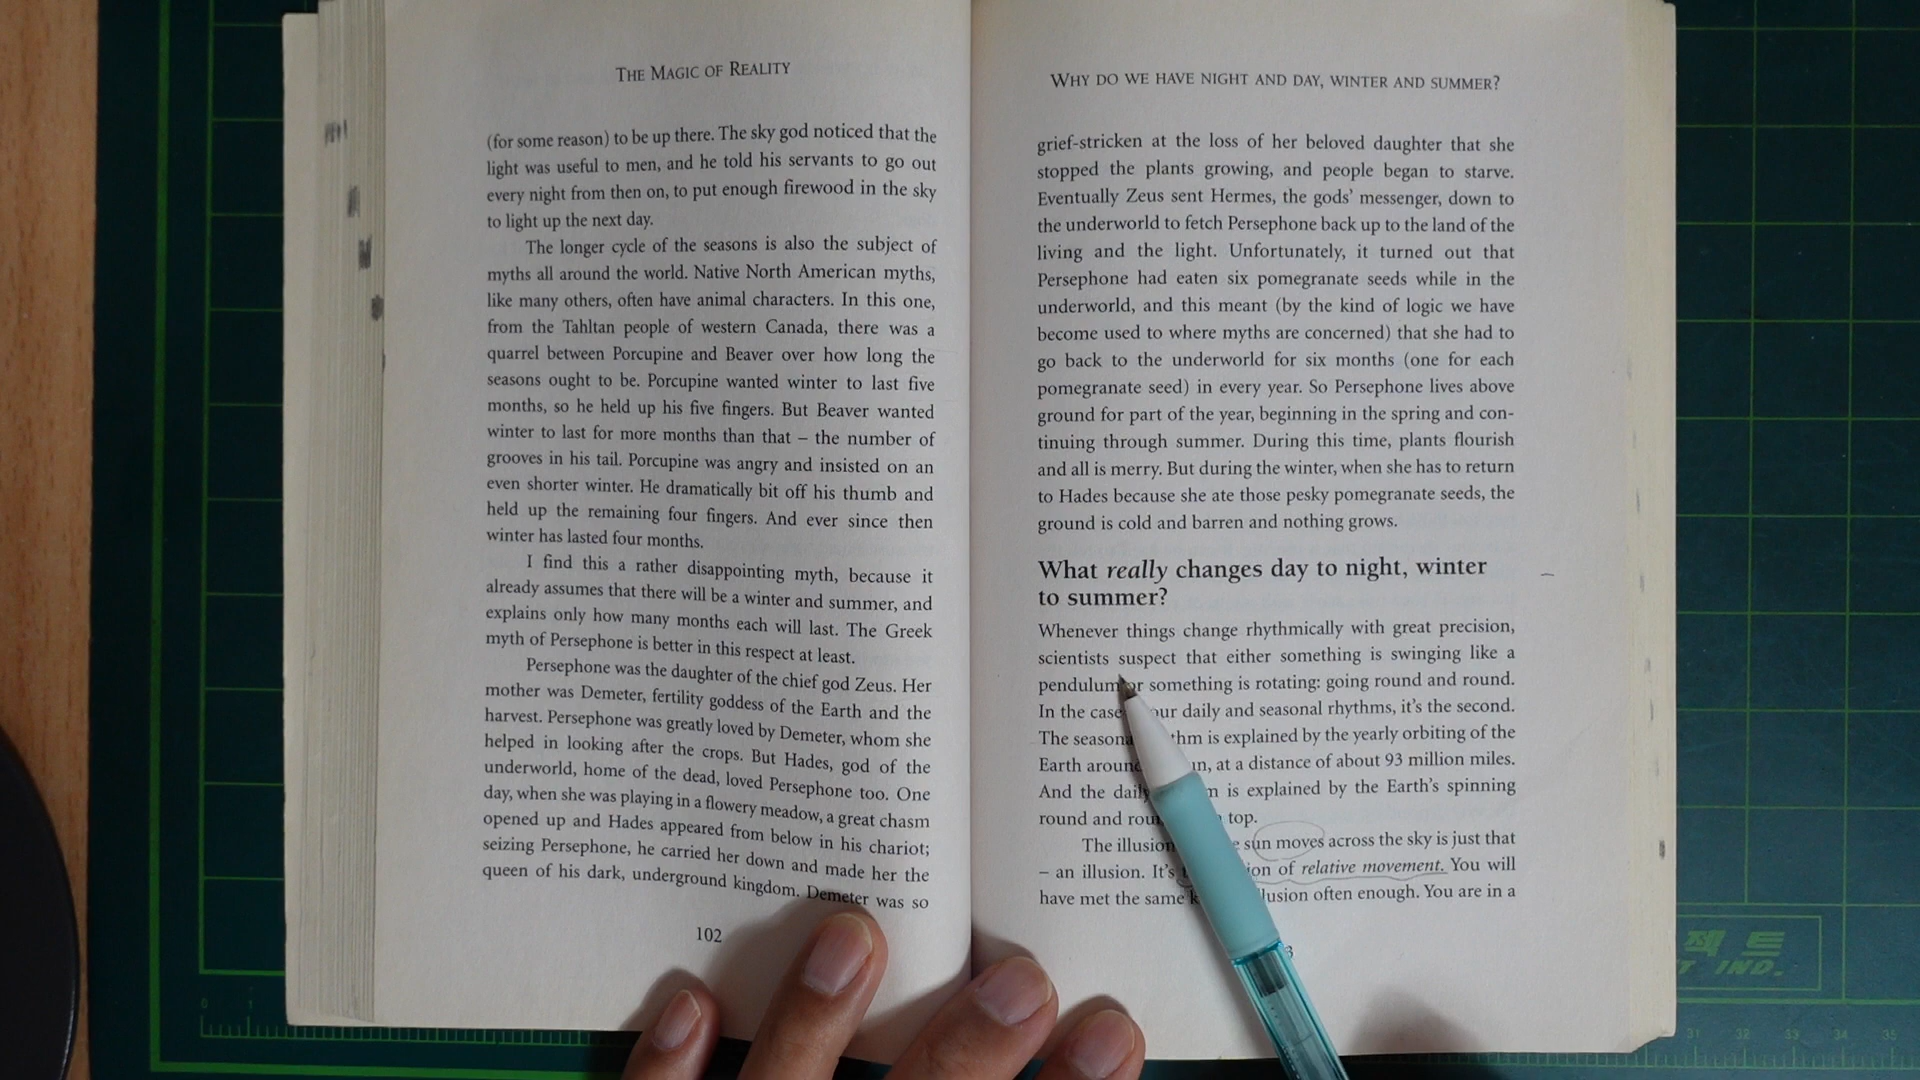 THE MAGIC OF REALITY
(for some reason) to be up there. The sky god noticed that the
light was useful to men, and he told his servants to go out
every night from then on, to put enough firewood in the sky
to light up the next day.
The longer cycle of the seasons is also the subject of
myths all around the world. Native North American myths,
like many others, often have animal characters. In this one,
from the Tahltan people of western Canada, there was a
quarrel between Porcupine and Beaver over how long the
seasons ought to be. Porcupine wanted winter to last five
months, so he held up his five fingers. But Beaver wanted
winter to last for more months than that – the number of
grooves in his tail. Porcupine was angry and insisted on an
even shorter winter. He dramatically bit off his thumb and
held up the remaining four fingers. And ever since then
winter has lasted four months.
I find this a rather disappointing myth, because it
already assumes that there will be a winter and summer, and
explains only how many months each will last. The Greek
myth of Persephone is better in this respect at least.
Persephone was the daughter of the chief god Zeus. Her
mother was Demeter, fertility goddess of the Earth and the
harvest. Persephone was greatly loved by Demeter, whom she
helped in looking after the crops. But Hades, god of the
underworld, home of the dead, loved Persephone too. One
day, when she was playing in a flowery meadow, a great chasm
opened up and Hades appeared from below in his chariot;
seizing Persephone, he carried her down and made her the
queen of his dark, underground kingdom. Demeter was so
102
WHY DO WE HAVE NIGHT AND DAY, WINTER AND SUMMER?
grief-stricken at the loss of her beloved daughter that she
stopped the plants growing, and people began to starve.
Eventually Zeus sent Hermes, the gods' messenger, down to
the underworld to fetch Persephone back up to the land of the
living and the light. Unfortunately, it turned out that
Persephone had eaten six pomegranate seeds while in the
underworld, and this meant (by the kind of logic we have
become used to where myths are concerned) that she had to
go back to the underworld for six months (one for each
pomegranate seed) in every year. So Persephone lives above
ground for part of the year, beginning in the spring and con-
tinuing through summer. During this time, plants flourish
and all is merry. But during the winter, when she has to return
to Hades because she ate those pesky pomegranate seeds, the
ground is cold and barren and nothing grows.
What really changes day to night, winter
to summer?
Whenever things change rhythmically with great precision,
scientists suspect that either something is swinging like a
pendulum or something is rotating: going round and round.
In the case our daily and seasonal rhythms, it's the second.
The is explained by the yearly orbiting of the
Earth at a distance of about 93 million miles.
And the is explained by the Earth's spinning
round and top.
The illusion sun moves across the sky is just that
– an illusion. It's of relative movement. You will
have met the same often enough. You are in a
제트
IND.
0 1
31 32 33 34 35